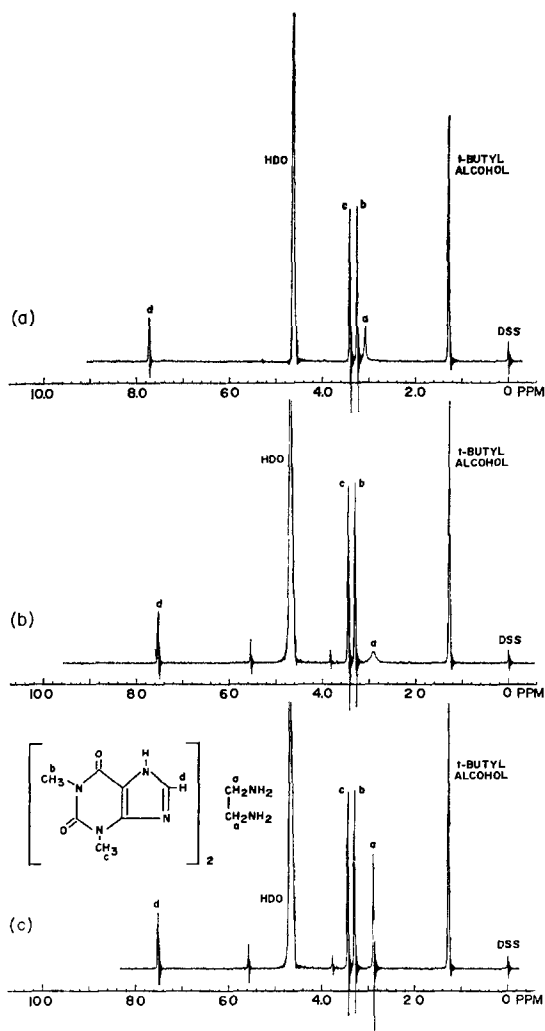 HDO
t-BUTYL
ALCOHOL
c
b
d
a
DSS
(a)
10.0 8.0 6.0 4.0 2.0 0 PPM
HDO
t-BUTYL
ALCOHOL
c
b
d
a
DSS
(b)
10.0 8.0 6.0 4.0 2.0 0 PPM
b
CH3
O
N
O
N
CH3
c
H
N
d
H
N
2
a
CH2NH2
CH2NH2
a
HDO
t-BUTYL
ALCOHOL
c
b
a
d
DSS
(c)
10.0 8.0 6.0 4.0 2.0 0 PPM